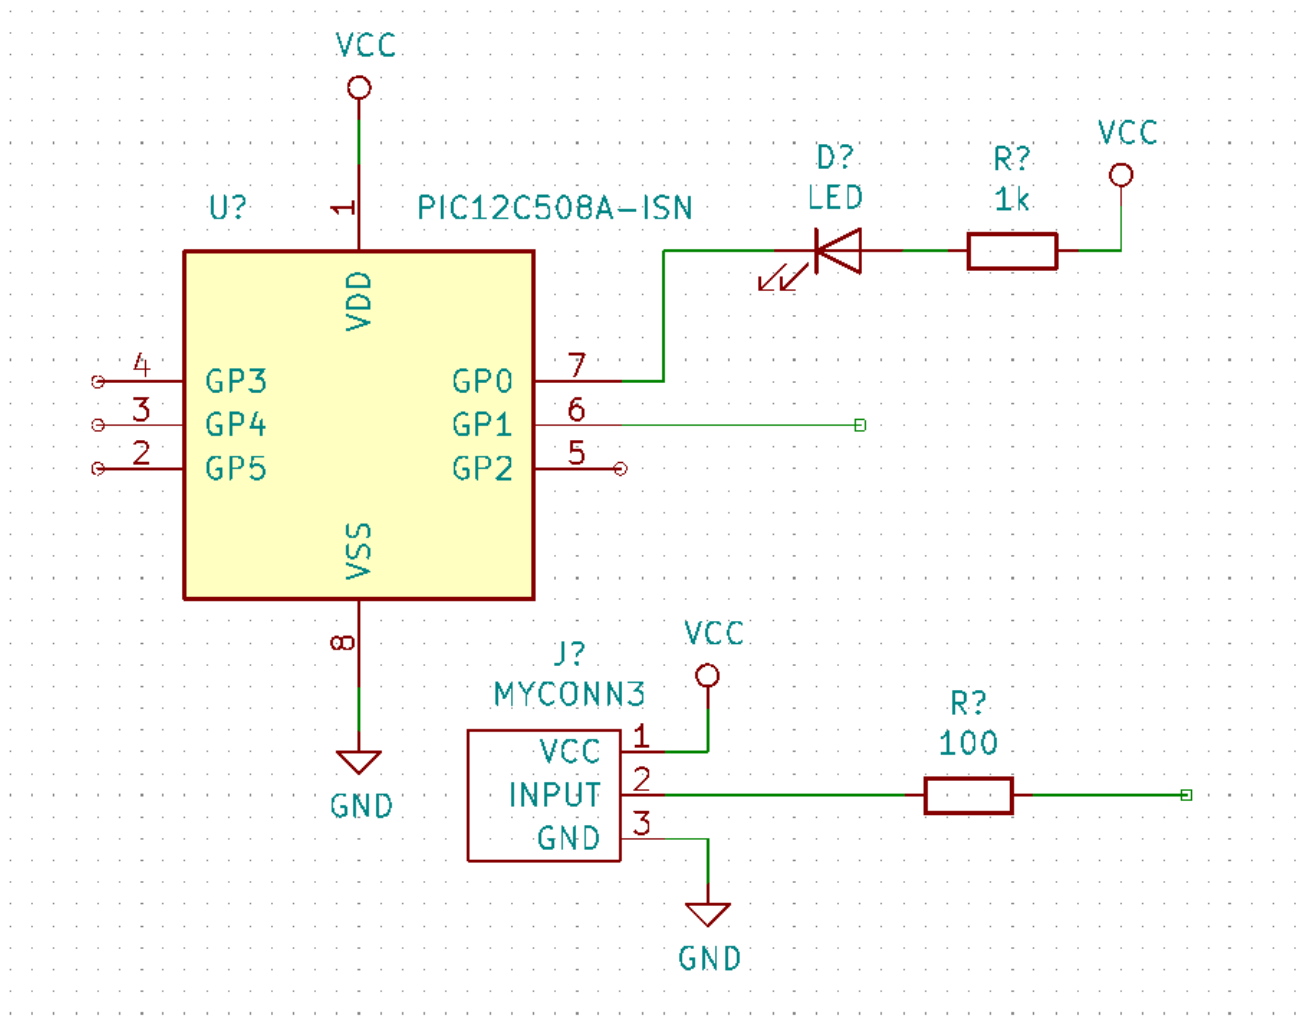 VCC
VCC
D?
R?
LED
1k
U?
1
PIC12C508A-ISN
VDD
4
GP3
GP0
7
3
GP4
GP1
6
2
GP5
GP2
5
VSS
8
GND
VCC
J?
MYCONN3
R?
100
VCC
1
INPUT
2
GND
3
GND